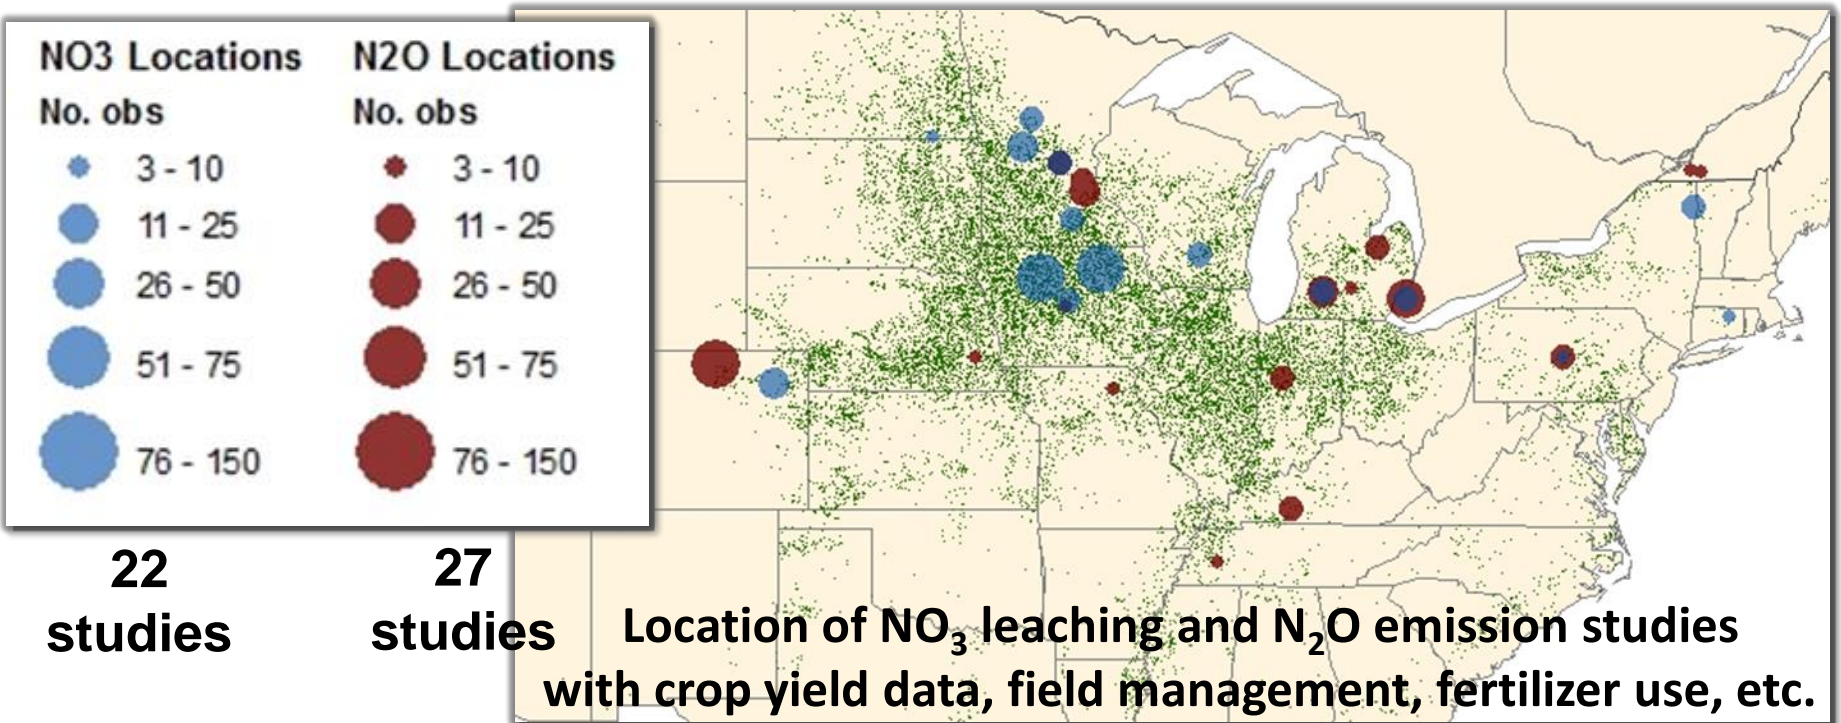 NO3 Locations
No. obs
3 - 10
11 - 25
26 - 50
51 - 75
76 - 150
N2O Locations
No. obs
3 - 10
11 - 25
26 - 50
51 - 75
76 - 150
22
studies
27
studies
Location of NO₃ leaching and N₂O emission studies
with crop yield data, field management, fertilizer use, etc.